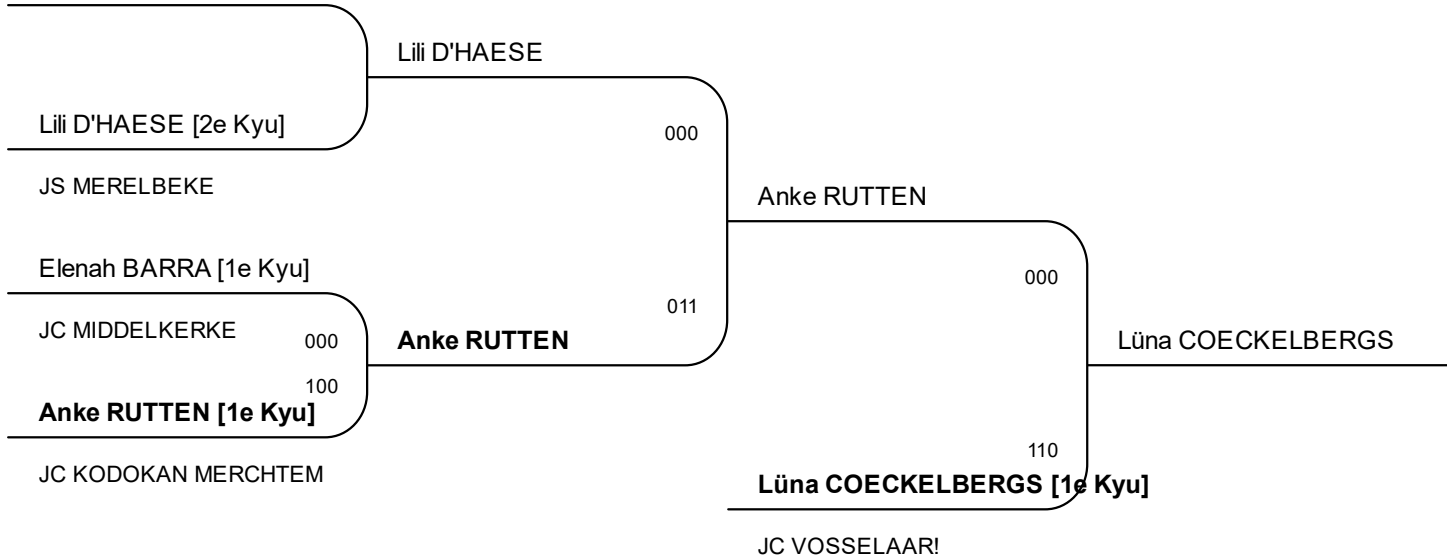 Lili D'HAESE
Lili D'HAESE [2e Kyu]
000
JS MERELBEKE
Anke RUTTEN
Elenah BARRA [1e Kyu]
000
011
JC MIDDELKERKE
000
Anke RUTTEN
Lüna COECKELBERGS
100
Anke RUTTEN [1e Kyu]
110
JC KODOKAN MERCHTEM
Lüna COECKELBERGS [1e Kyu]
JC VOSSELAAR!